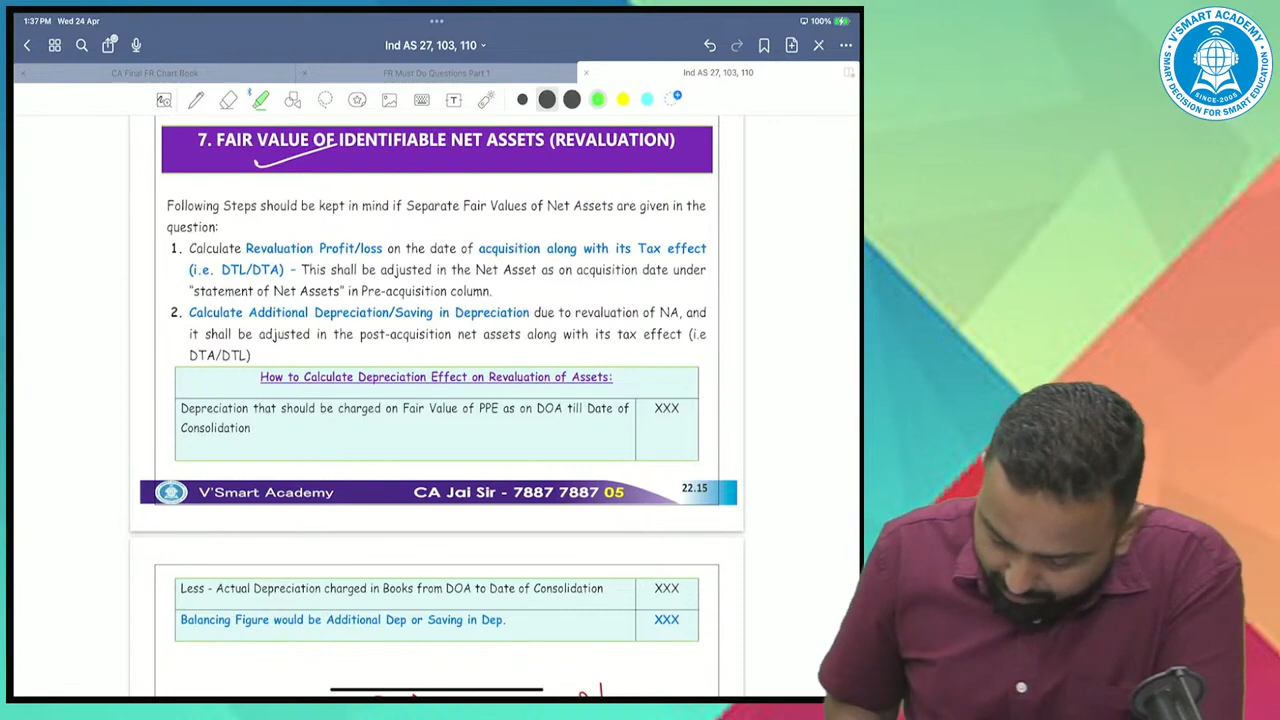 1:37 PM Wed 24 Apr
100%
Ind AS 27, 103, 110
CA Final FR Chart Book
FR Must Do Questions Part 1
Ind AS 27, 103, 110
7. FAIR VALUE OF IDENTIFIABLE NET ASSETS (REVALUATION)
Following Steps should be kept in mind if Separate Fair Values of Net Assets are given in the
question:
1. Calculate Revaluation Profit/loss on the date of acquisition along with its Tax effect
(i.e. DTL/DTA) – This shall be adjusted in the Net Asset as on acquisition date under
"statement of Net Assets" in Pre-acquisition column.
2. Calculate Additional Depreciation/Saving in Depreciation due to revaluation of NA, and
it shall be adjusted in the post-acquisition net assets along with its tax effect (i.e
DTA/DTL)
How to Calculate Depreciation Effect on Revaluation of Assets:
Depreciation that should be charged on Fair Value of PPE as on DOA till Date of XXX
Consolidation
V'Smart Academy CA Jai Sir - 7887 7887 05 22.15
Less - Actual Depreciation charged in Books from DOA to Date of Consolidation XXX
Balancing Figure would be Additional Dep or Saving in Dep. XXX
V'SMART ACADEMY
SINCE-2005
SMART DECISION FOR SMART EDUCATION